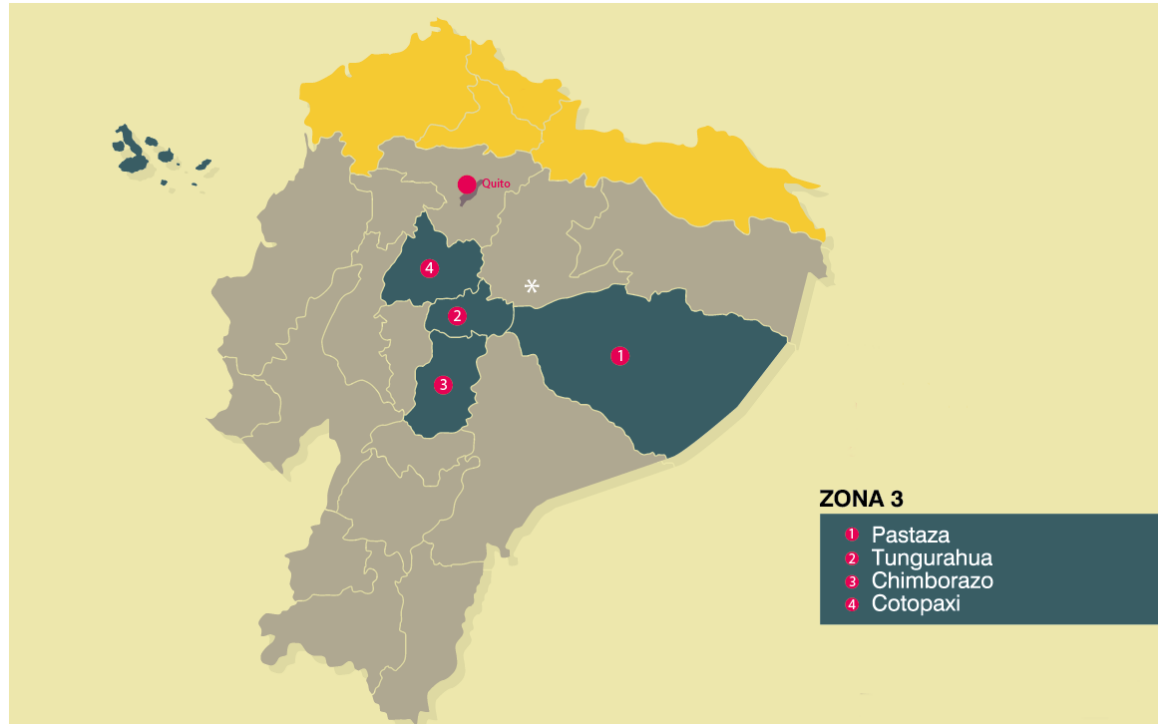 Quito
4
*
2
1
3
ZONA 3
1 Pastaza
2 Tungurahua
3 Chimborazo
4 Cotopaxi